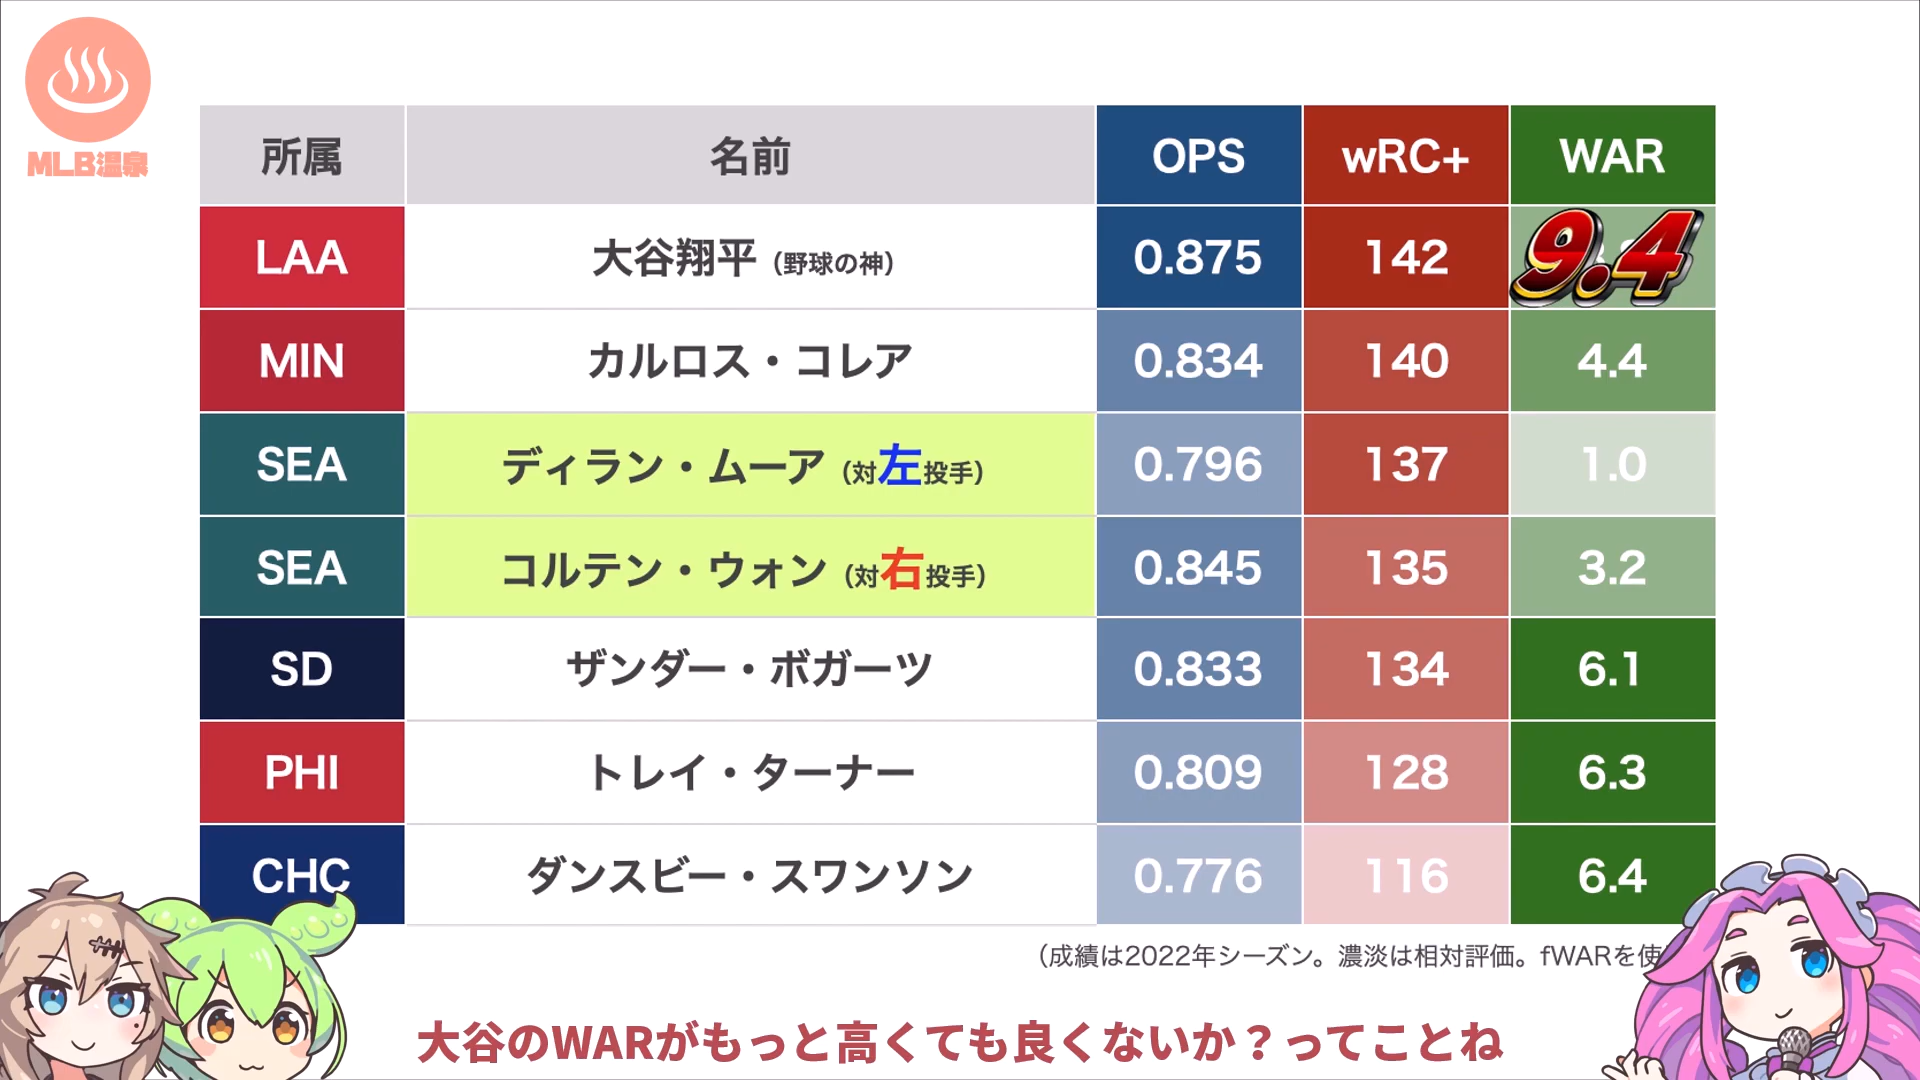 MLB温泉
所属 名前 OPS wRC+ WAR
LAA 大谷翔平（野球の神） 0.875 142 9.4
MIN カルロス・コレア 0.834 140 4.4
SEA ディラン・ムーア（対左投手） 0.796 137 1.0
SEA コルテン・ウォン（対右投手） 0.845 135 3.2
SD ザンダー・ボガーツ 0.833 134 6.1
PHI トレイ・ターナー 0.809 128 6.3
CHC ダンスビー・スワンソン 0.776 116 6.4
（成績は2022年シーズン。濃淡は相対評価。fWARを使
大谷のWARがもっと高くても良くないか？ってことね